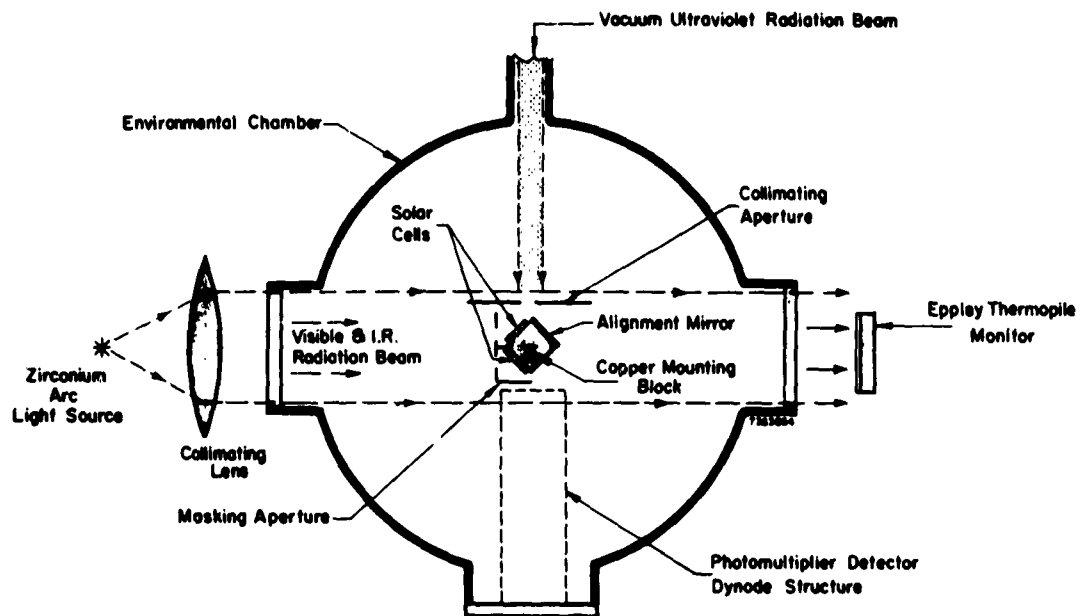 Vacuum Ultraviolet Radiation Beam
Environmental Chamber
Collimating
Aperture
Solar
Cells
Visible & I.R.
Radiation Beam
Alignment Mirror
Eppley Thermopile
Monitor
Copper Mounting
Block
Zirconium
Arc
Light Source
7363664
Collimating
Lens
Masking Aperture
Photomultiplier Detector
Dynode Structure